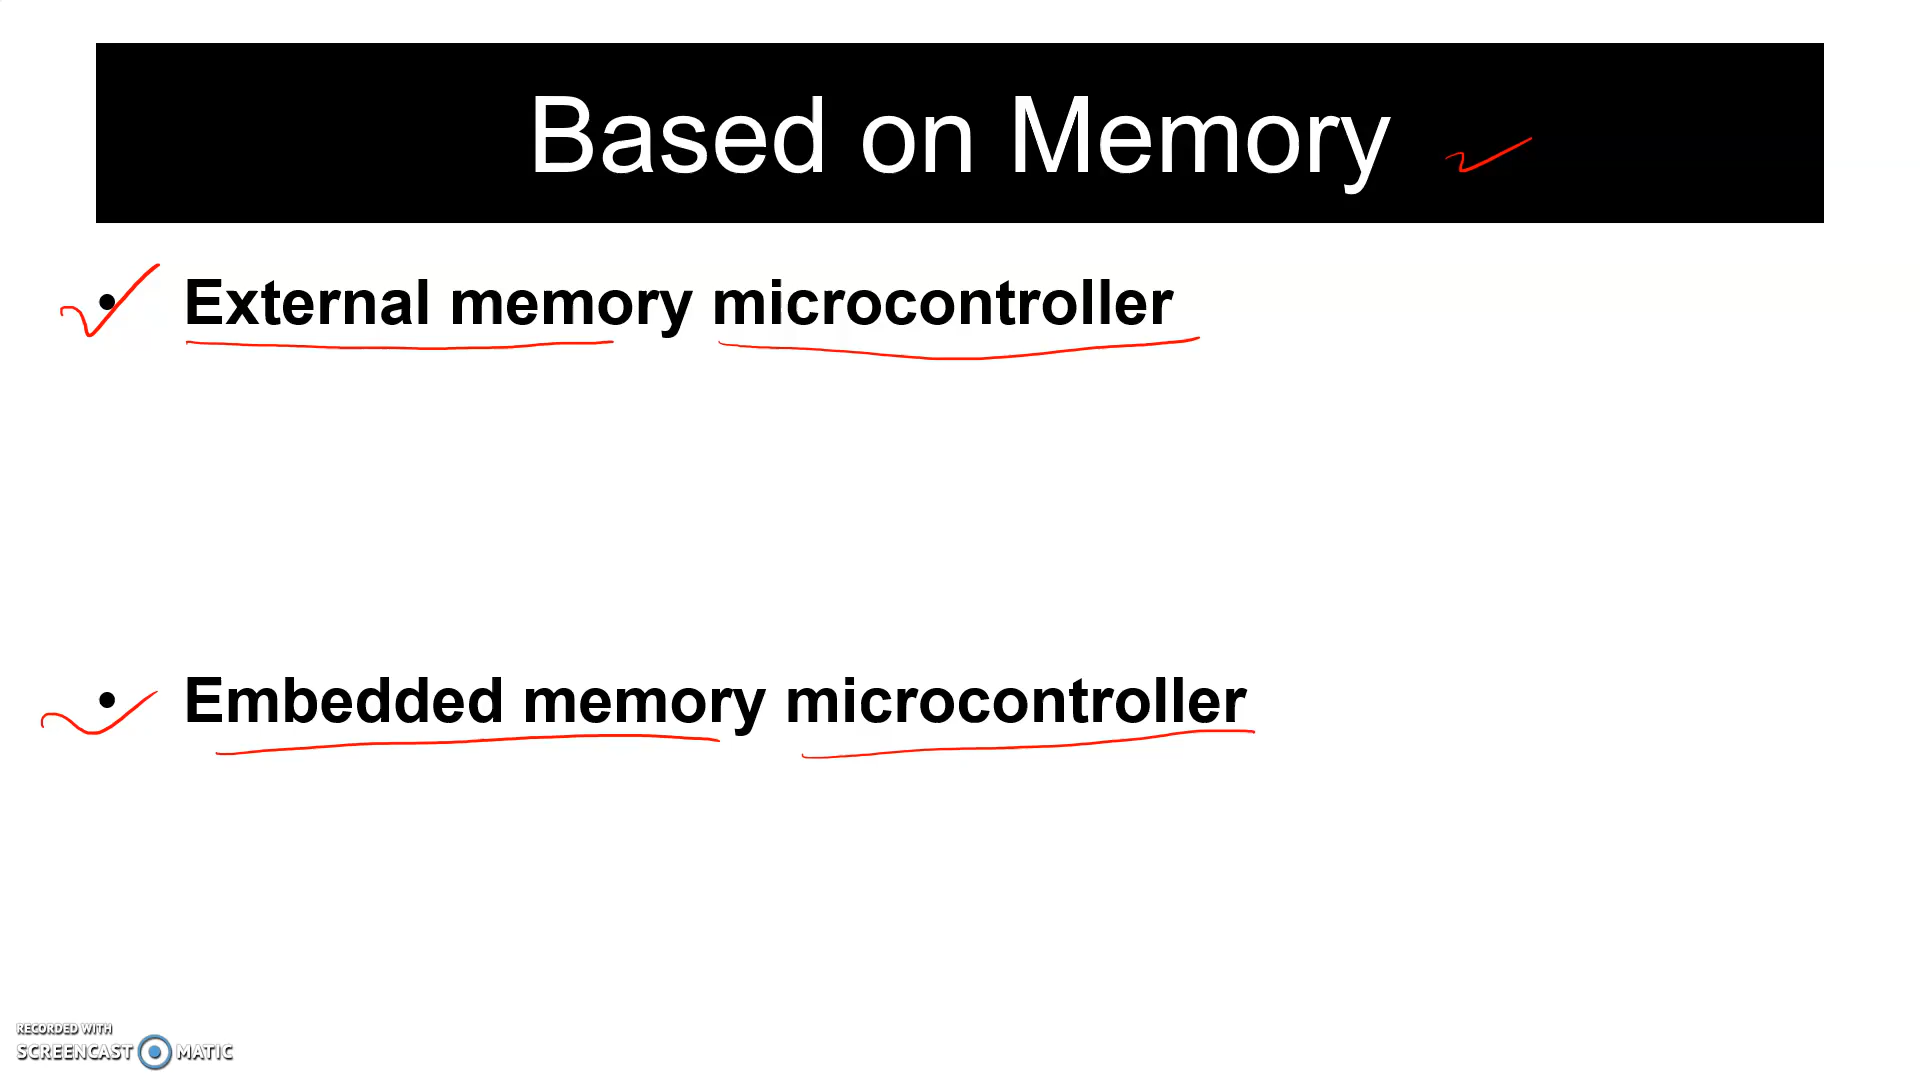 Based on Memory
• External memory microcontroller
• Embedded memory microcontroller
RECORDED WITH
SCREENCAST MATIC